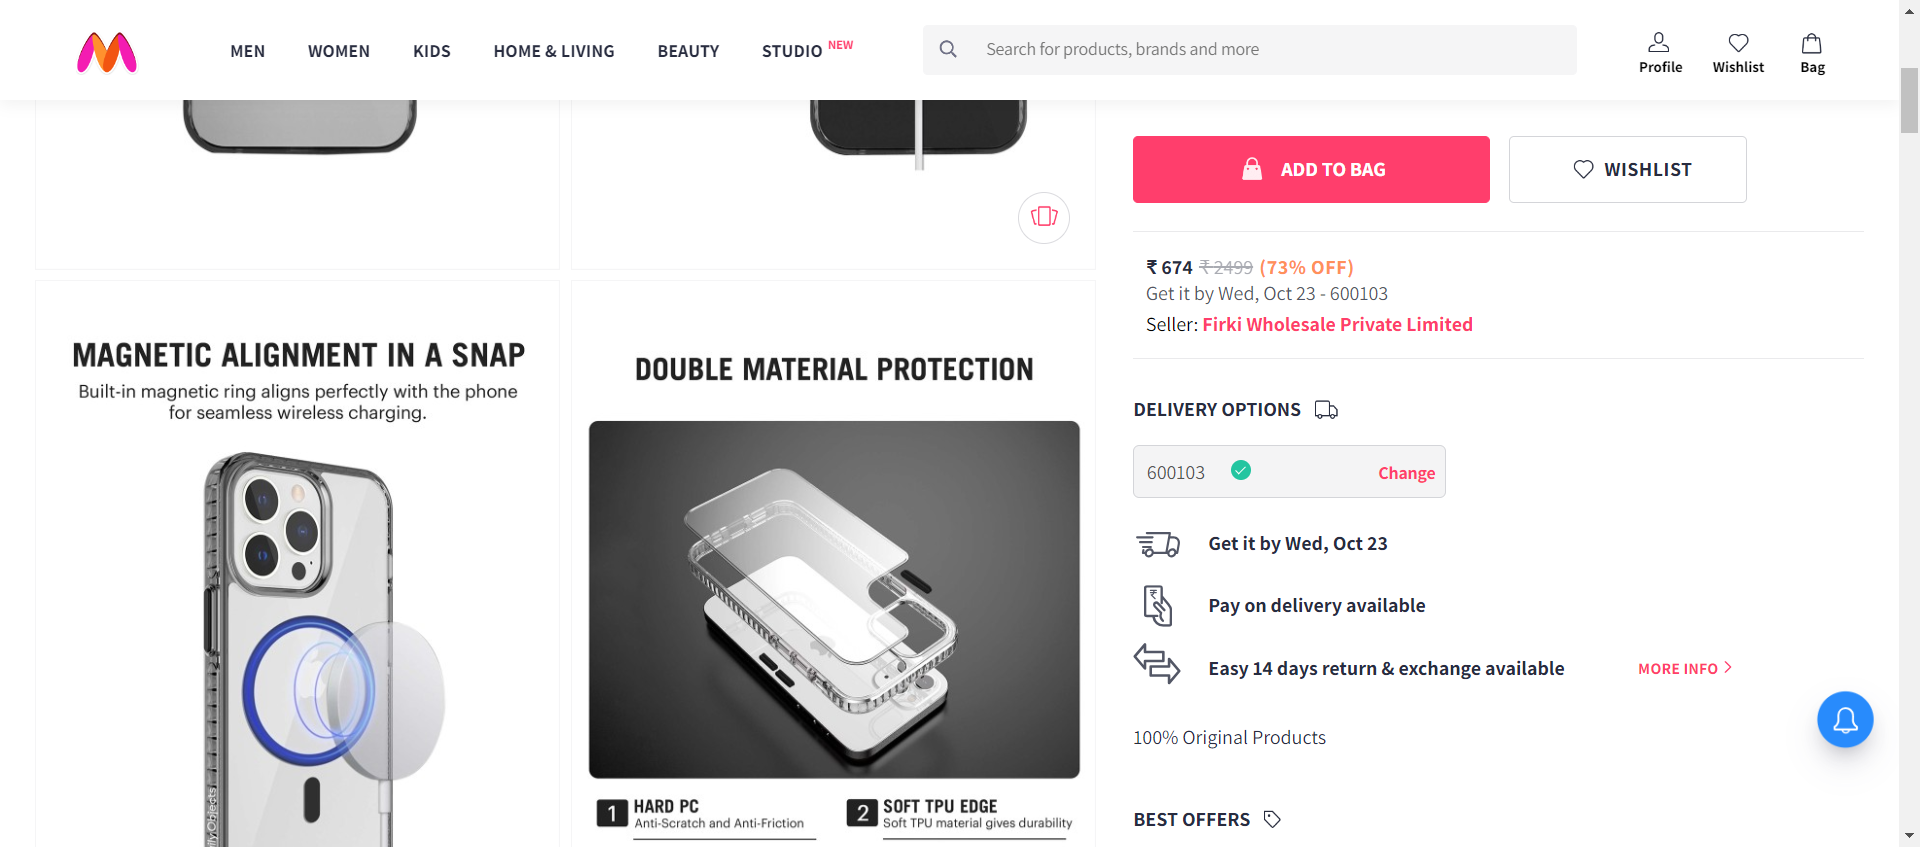 MEN WOMEN KIDS HOME & LIVING BEAUTY STUDIO NEW
Search for products, brands and more
Profile Wishlist Bag
ADD TO BAG
WISHLIST
₹ 674 ₹ 2499 (73% OFF)
Get it by Wed, Oct 23 - 600103
Seller: Firki Wholesale Private Limited
MAGNETIC ALIGNMENT IN A SNAP
Built-in magnetic ring aligns perfectly with the phone
for seamless wireless charging.
DOUBLE MATERIAL PROTECTION
1 HARD PC
Anti-Scratch and Anti-Friction
2 SOFT TPU EDGE
Soft TPU material gives durability
DELIVERY OPTIONS
600103 Change
Get it by Wed, Oct 23
Pay on delivery available
Easy 14 days return & exchange available MORE INFO
100% Original Products
BEST OFFERS